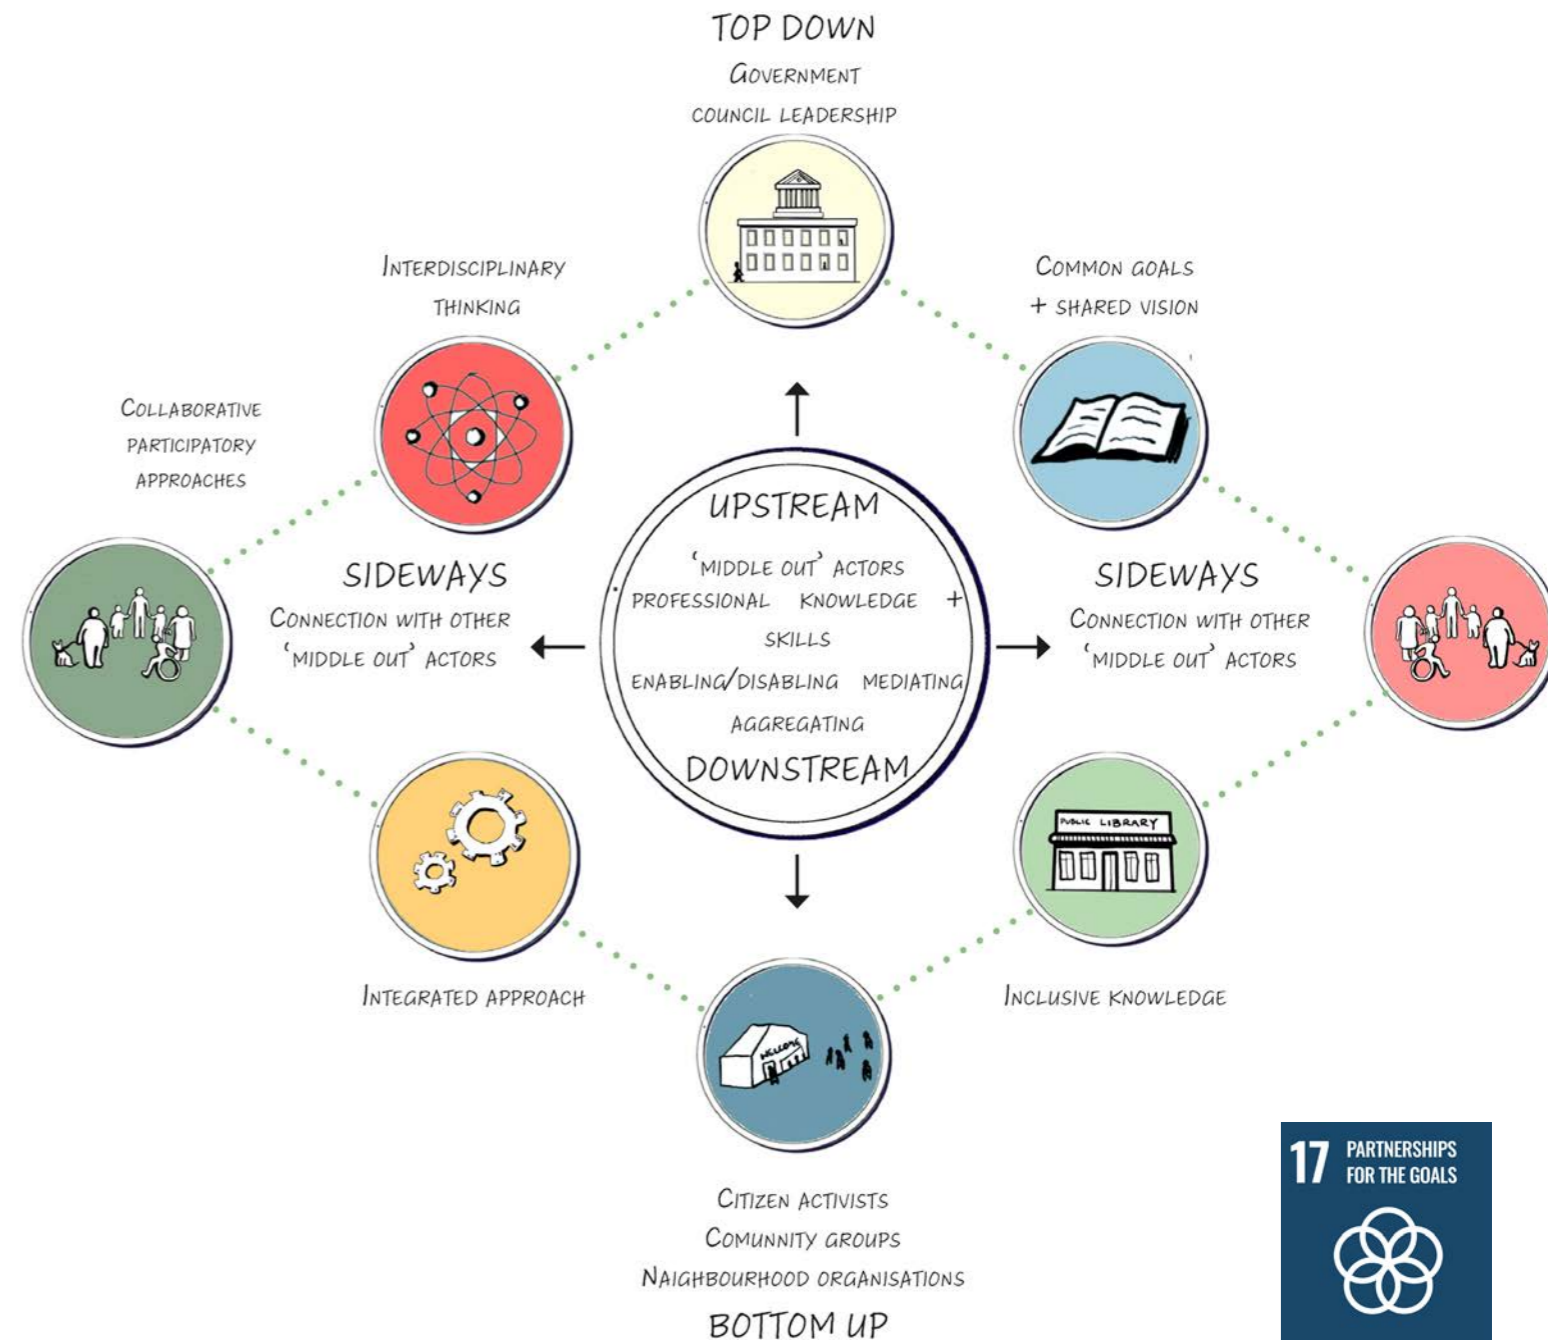 TOP DOWN
GOVERNMENT
COUNCIL LEADERSHIP
INTERDISCIPLINARY
THINKING
COMMON GOALS
+ SHARED VISION
COLLABORATIVE
PARTICIPATORY
APPROACHES
UPSTREAM
'MIDDLE OUT' ACTORS
PROFESSIONAL KNOWLEDGE +
SKILLS
ENABLING/DISABLING MEDIATING
AGGREGATING
DOWNSTREAM
SIDEWAYS
CONNECTION WITH OTHER
'MIDDLE OUT' ACTORS
SIDEWAYS
CONNECTION WITH OTHER
'MIDDLE OUT' ACTORS
PUBLIC LIBRARY
INTEGRATED APPROACH
INCLUSIVE KNOWLEDGE
WELCOME
CITIZEN ACTIVISTS
COMUNNITY GROUPS
NAIGHBOURHOOD ORGANISATIONS
BOTTOM UP
17 PARTNERSHIPS
FOR THE GOALS